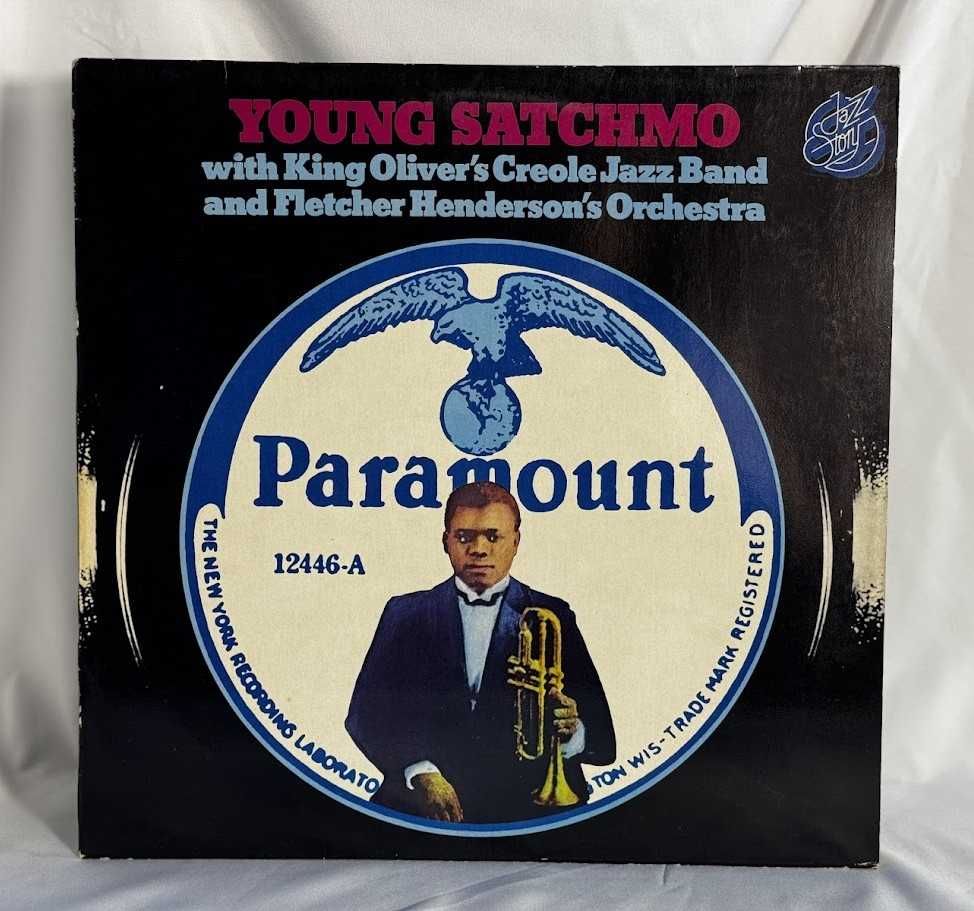 YOUNG SATCHMO
Jazz
Story
with King Oliver's Creole Jazz Band
and Fletcher Henderson's Orchestra
Paramount
12446-A
THE NEW YORK RECORDING LABORATO
TON WIS-TRADE MARK REGISTERED